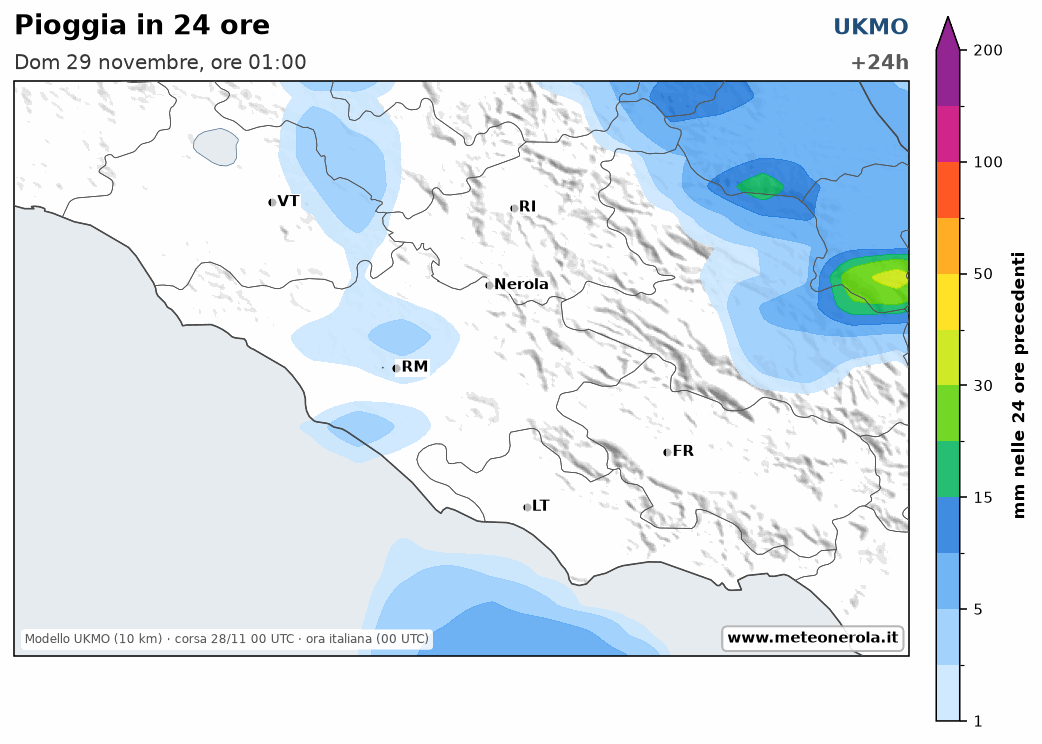 Pioggia in 24 ore
UKMO
Dom 29 novembre, ore 01:00
+24h
200
100
50
30
15
5
1
mm nelle 24 ore precedenti
VT
RI
Nerola
RM
FR
LT
Modello UKMO (10 km) · corsa 28/11 00 UTC · ora italiana (00 UTC)
www.meteonerola.it